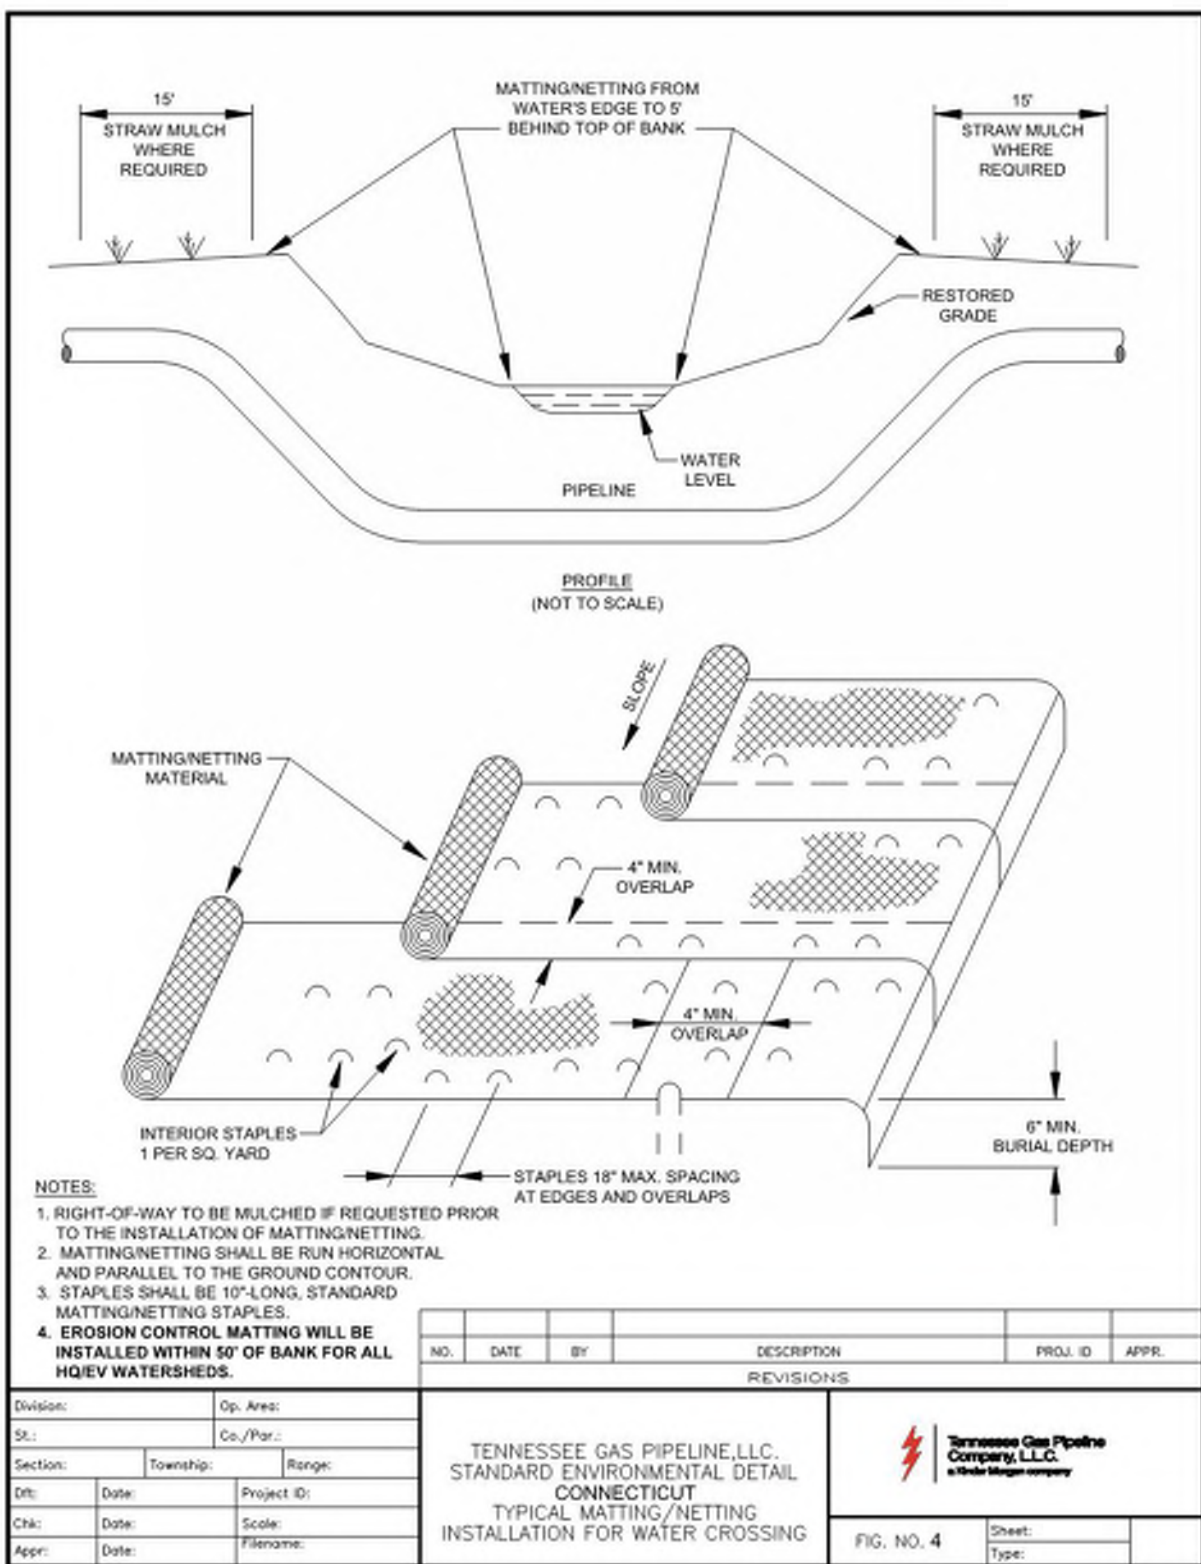 MATTING/NETTING FROM
WATER'S EDGE TO 5'
BEHIND TOP OF BANK
15'
STRAW MULCH
WHERE
REQUIRED
15'
STRAW MULCH
WHERE
REQUIRED
RESTORED
GRADE
WATER
LEVEL
PIPELINE
PROFILE
(NOT TO SCALE)
SLOPE
MATTING/NETTING
MATERIAL
4" MIN.
OVERLAP
4" MIN.
OVERLAP
6" MIN.
BURIAL DEPTH
INTERIOR STAPLES
1 PER SQ. YARD
STAPLES 18" MAX. SPACING
AT EDGES AND OVERLAPS
NOTES:
1. RIGHT-OF-WAY TO BE MULCHED IF REQUESTED PRIOR
TO THE INSTALLATION OF MATTING/NETTING.
2. MATTING/NETTING SHALL BE RUN HORIZONTAL
AND PARALLEL TO THE GROUND CONTOUR.
3. STAPLES SHALL BE 10"-LONG, STANDARD
MATTING/NETTING STAPLES.
4. EROSION CONTROL MATTING WILL BE
INSTALLED WITHIN 50' OF BANK FOR ALL
HQ/EV WATERSHEDS.
NO. DATE BY DESCRIPTION PROJ. ID APPR.
REVISIONS
Division: Op. Area:
St.: Co./Par.:
Section: Township: Range:
Dft: Date: Project ID:
Chk: Date: Scale:
Appr: Date: Filename:
TENNESSEE GAS PIPELINE,LLC.
STANDARD ENVIRONMENTAL DETAIL
CONNECTICUT
TYPICAL MATTING/NETTING
INSTALLATION FOR WATER CROSSING
Tennessee Gas Pipeline
Company, L.L.C.
a Kinder Morgan company
FIG. NO. 4
Sheet:
Type: